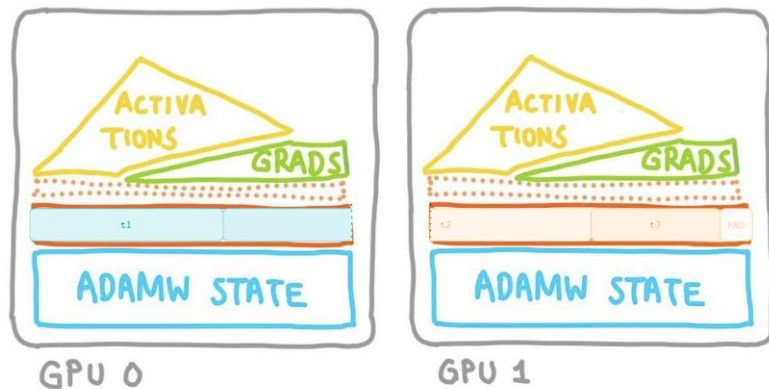 ACTIVA
TIONS
GRADS
t1
ADAMW STATE
GPU 0
ACTIVA
TIONS
GRADS
t2 t3 PAD
ADAMW STATE
GPU 1